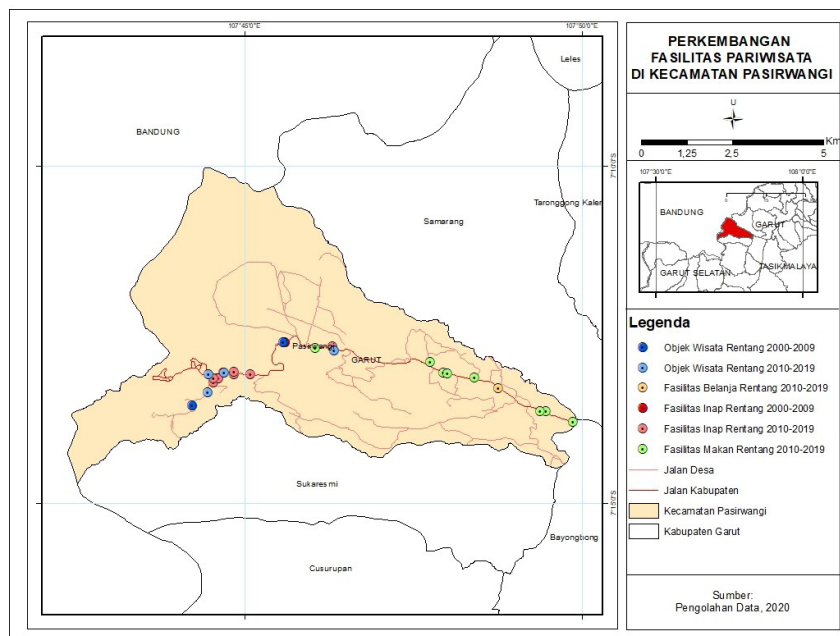 107°45'0"E
107°50'0"E
Leles
BANDUNG
7°10'0"S
Samarang
Taronggong Kaler
Pasirwangi
GARUT
Sukaresmi
7°15'0"S
Bayongbong
Cusurupan
PERKEMBANGAN
FASILITAS PARIWISATA
DI KECAMATAN PASIRWANGI
U
Km
0 1,25 2,5 5
107°30'0"E
108°0'0"E
BANDUNG
GARUT
GARUT SELATAN
TASIKMALAYA
Legenda
Objek Wisata Rentang 2000-2009
Objek Wisata Rentang 2010-2019
Fasilitas Belanja Rentang 2010-2019
Fasilitas Inap Rentang 2000-2009
Fasilitas Inap Rentang 2010-2019
Fasilitas Makan Rentang 2010-2019
Jalan Desa
Jalan Kabupaten
Kecamatan Pasirwangi
Kabupaten Garut
Sumber:
Pengolahan Data, 2020